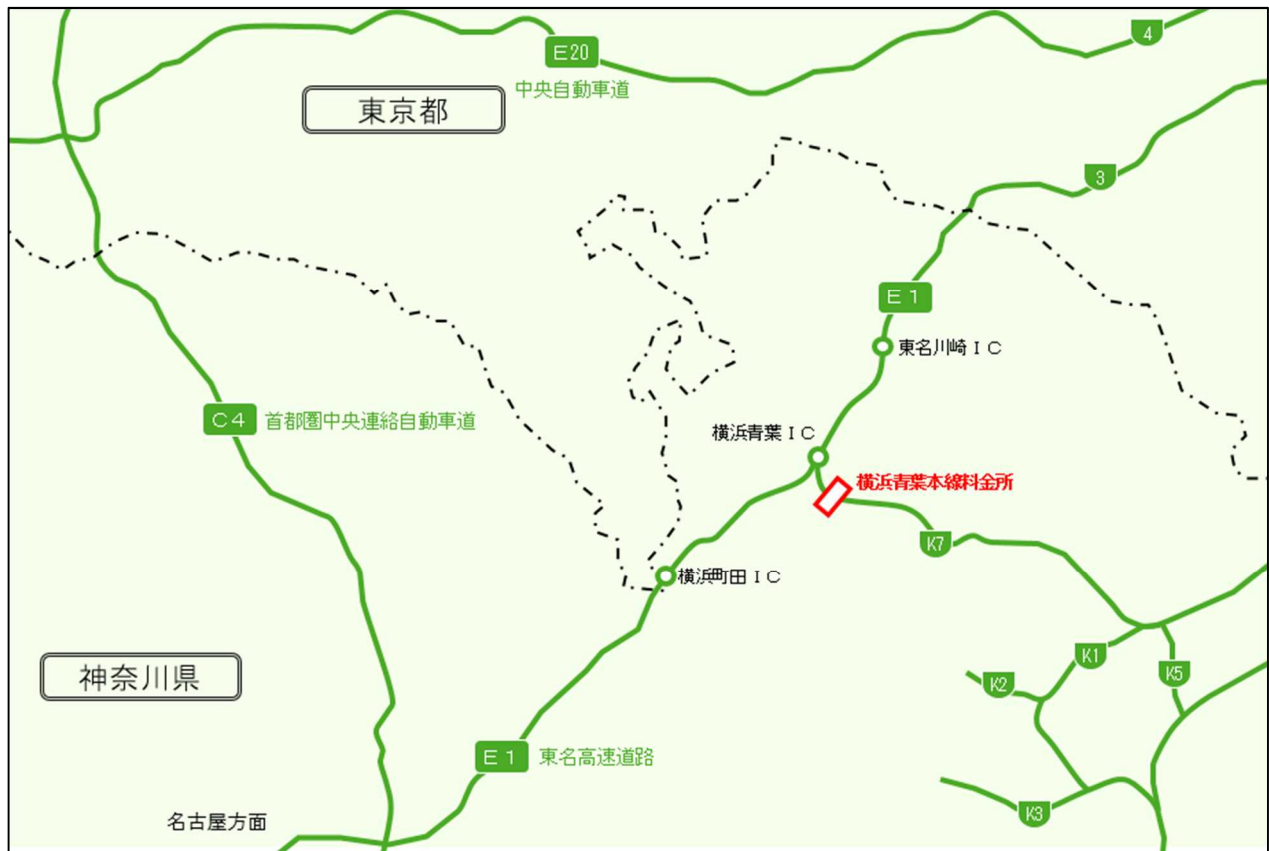 4
E20
中央自動車道
東京都
3
E1
東名川崎IC
C4
首都圏中央連絡自動車道
横浜青葉IC
横浜青葉本線料金所
K7
横浜町田IC
神奈川県
K1
K2
K5
E1
東名高速道路
K3
名古屋方面